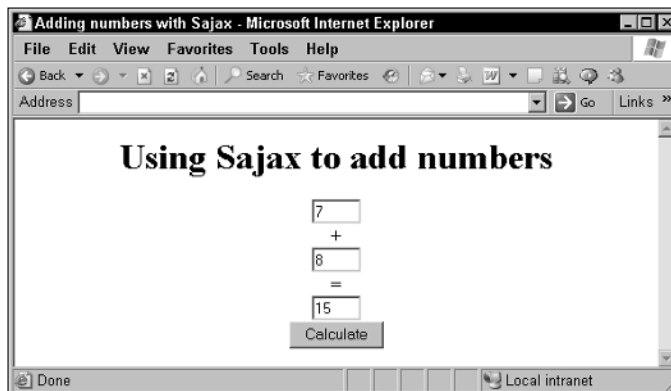 Adding numbers with Sajax - Microsoft Internet Explorer
File Edit View Favorites Tools Help
Back Search Favorites W
Address Go Links »
Using Sajax to add numbers
7
+
8
=
15
Calculate
Done Local intranet